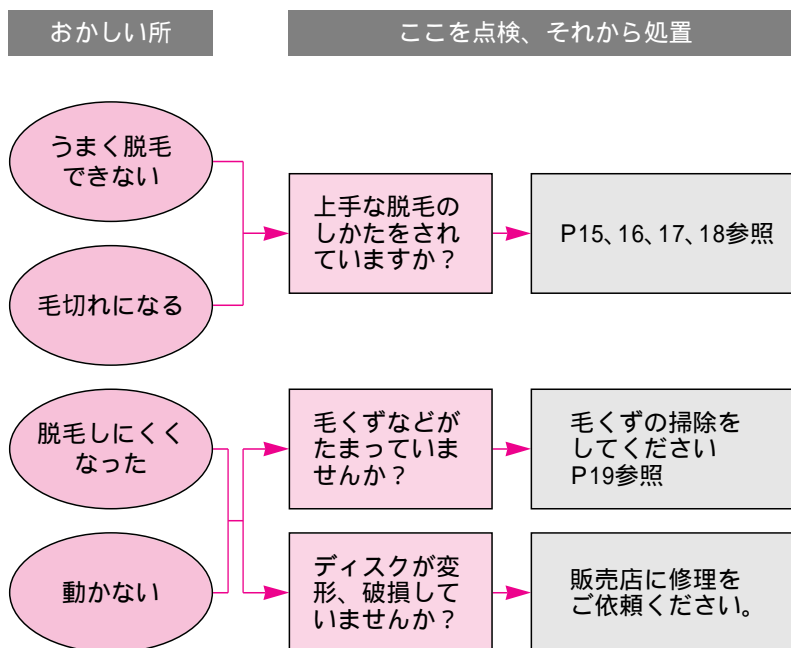 おかしい所
ここを点検、それから処置
うまく脱毛
できない
毛切れになる
上手な脱毛の
しかたをされ
ていますか？
P15、16、17、18参照
脱毛しにくく
なった
動かない
毛くずなどが
たまっていま
せんか？
毛くずの掃除を
してください
P19参照
ディスクが変
形、破損して
いませんか？
販売店に修理を
ご依頼ください。